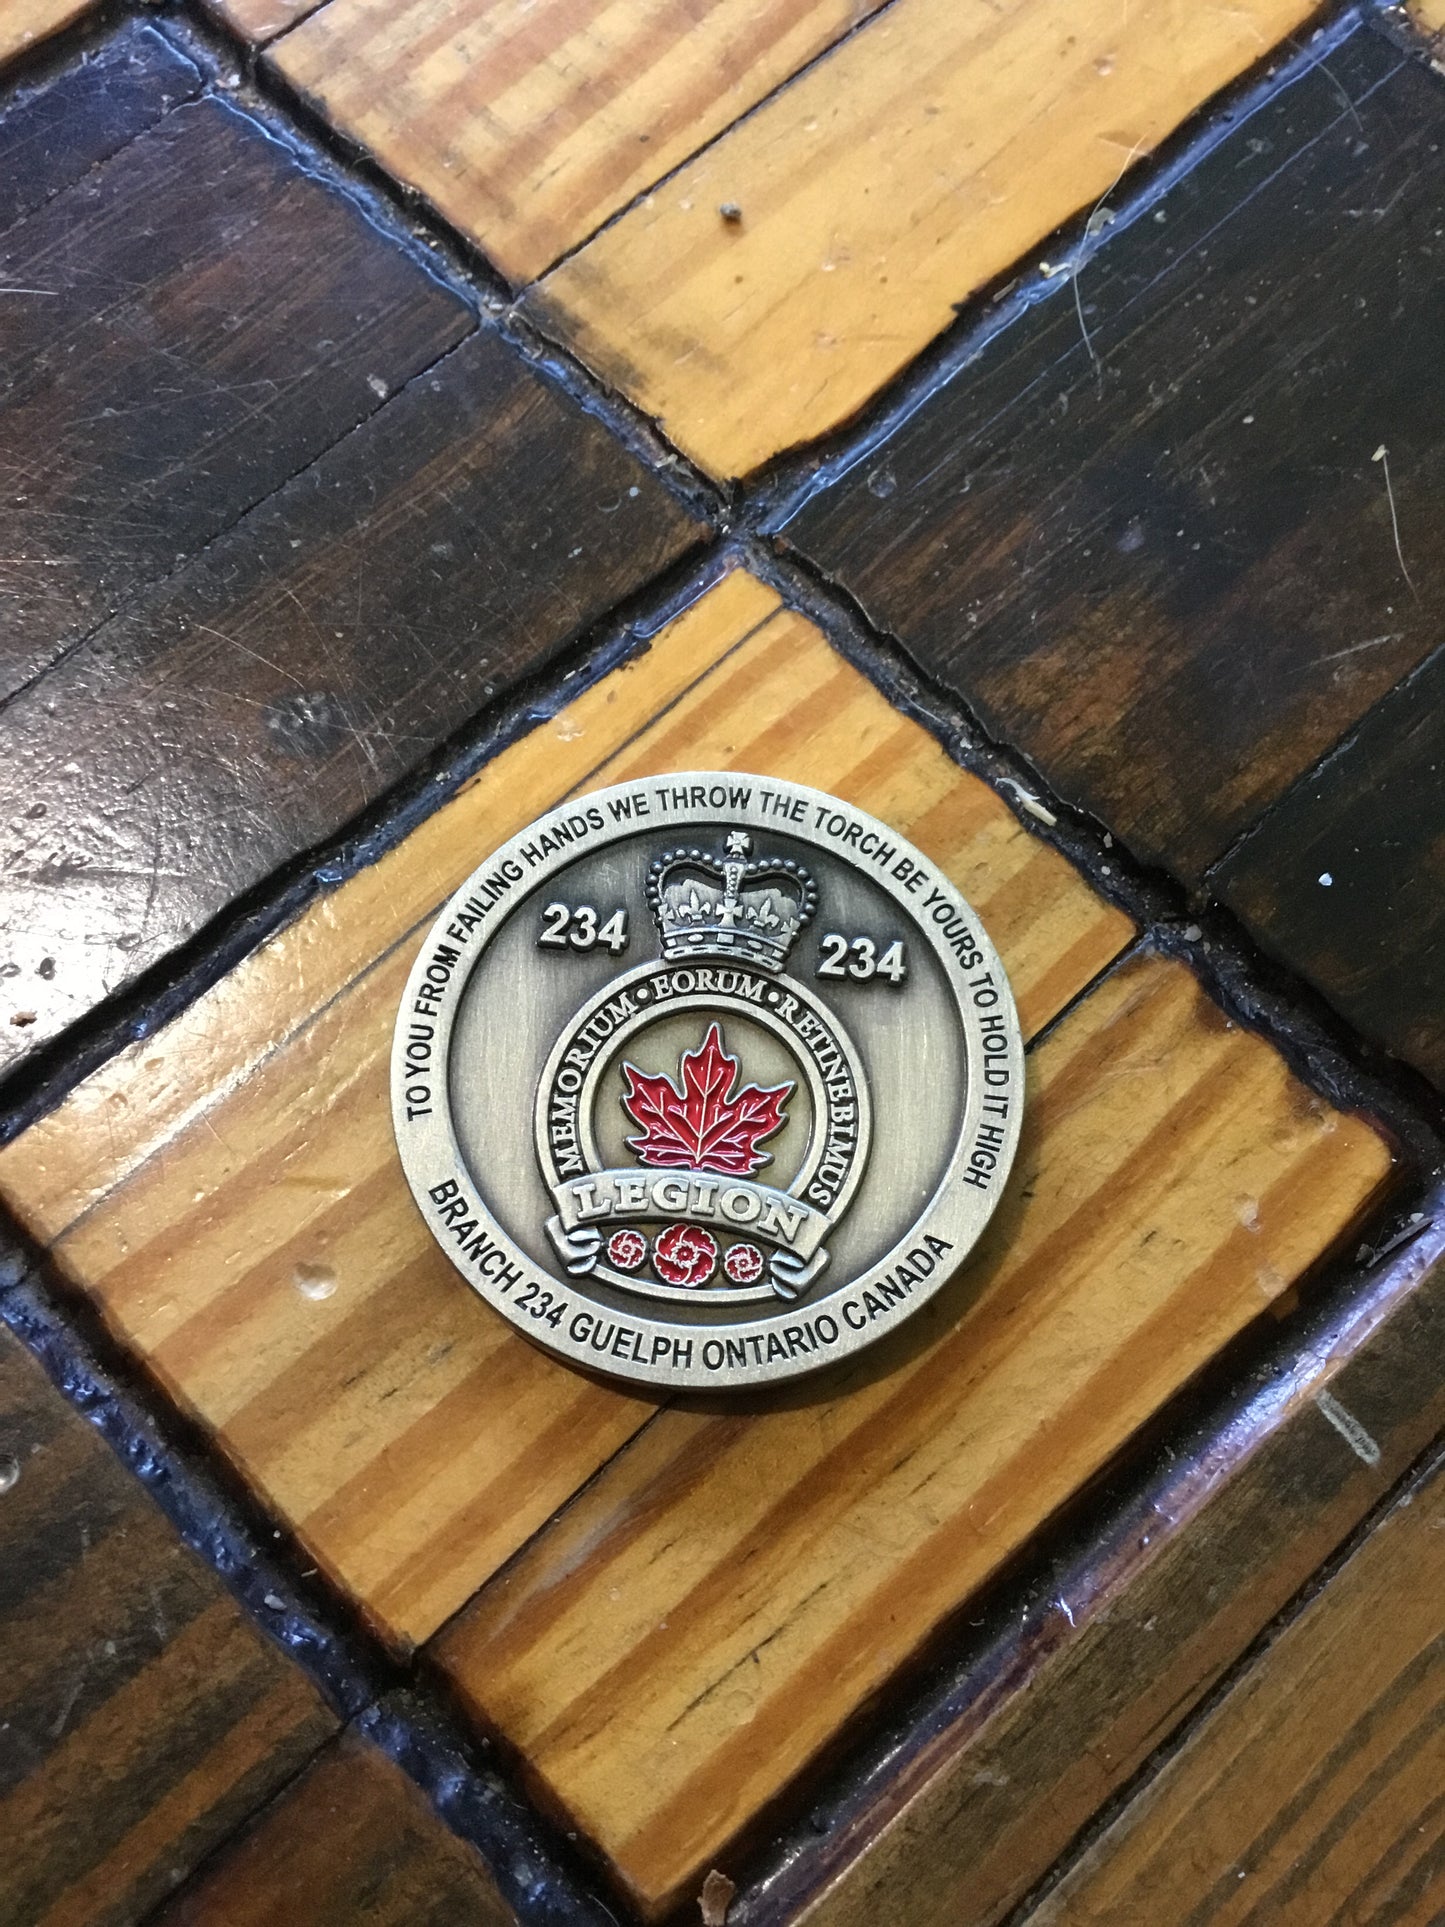 TO YOU FROM FAILING HANDS WE THROW THE TORCH BE YOURS TO HOLD IT HIGH
234
234
MEMORIUM • EORUM • RETINEBIMUS
LEGION
BRANCH 234 GUELPH ONTARIO CANADA